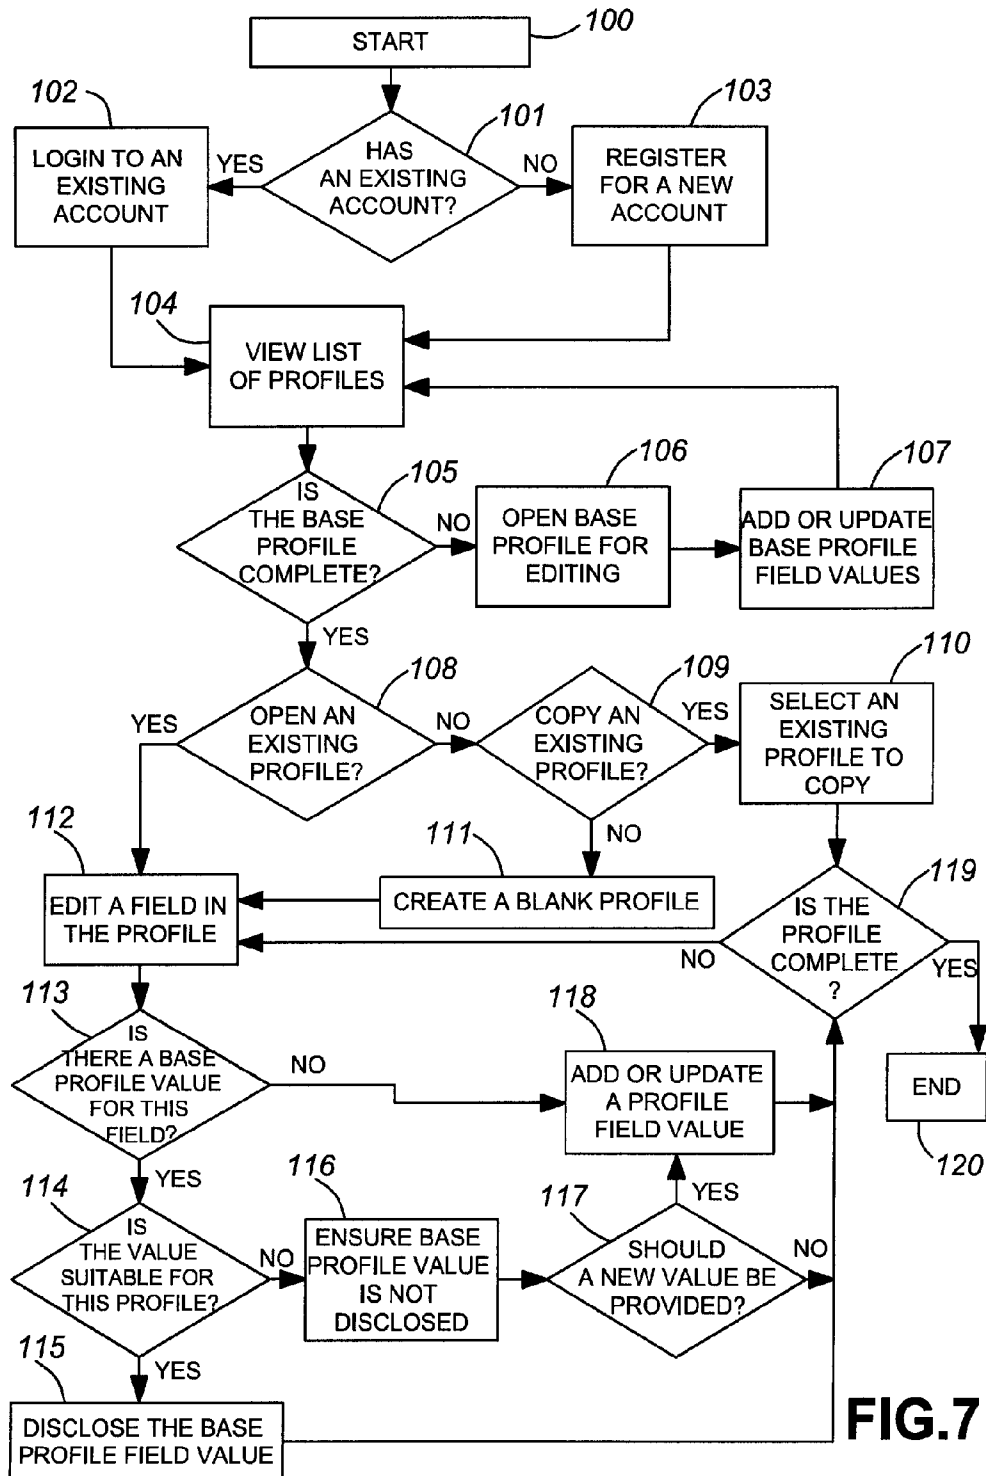 100
START
102
101
103
LOGIN TO AN
EXISTING
ACCOUNT
YES
HAS
AN EXISTING
ACCOUNT?
NO
REGISTER
FOR A NEW
ACCOUNT
104
VIEW LIST
OF PROFILES
105
IS
THE BASE
PROFILE
COMPLETE?
NO
106
OPEN BASE
PROFILE FOR
EDITING
107
ADD OR UPDATE
BASE PROFILE
FIELD VALUES
YES
108
OPEN AN
EXISTING
PROFILE?
YES
NO
109
COPY AN
EXISTING
PROFILE?
YES
110
SELECT AN
EXISTING
PROFILE TO
COPY
NO
111
CREATE A BLANK PROFILE
112
EDIT A FIELD IN
THE PROFILE
119
IS THE
PROFILE
COMPLETE
?
NO
YES
113
IS
THERE A BASE
PROFILE VALUE
FOR THIS
FIELD?
NO
118
ADD OR UPDATE
A PROFILE
FIELD VALUE
END
120
YES
114
IS
THE VALUE
SUITABLE FOR
THIS PROFILE?
NO
116
ENSURE BASE
PROFILE VALUE
IS NOT
DISCLOSED
117
YES
SHOULD
A NEW VALUE BE
PROVIDED?
NO
YES
115
DISCLOSE THE BASE
PROFILE FIELD VALUE
FIG.7